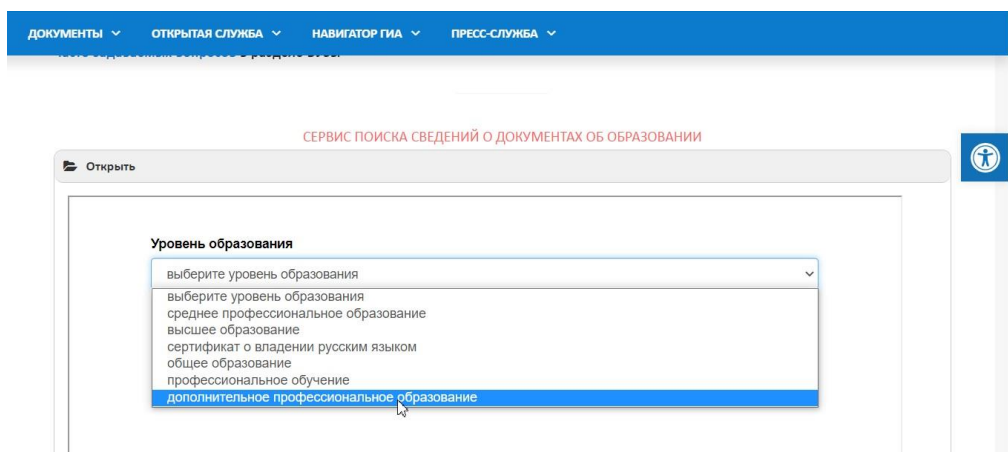 ДОКУМЕНТЫ ОТКРЫТАЯ СЛУЖБА НАВИГАТОР ГИА ПРЕСС-СЛУЖБА
СЕРВИС ПОИСКА СВЕДЕНИЙ О ДОКУМЕНТАХ ОБ ОБРАЗОВАНИИ
Открыть
Уровень образования
выберите уровень образования
выберите уровень образования
среднее профессиональное образование
высшее образование
сертификат о владении русским языком
общее образование
профессиональное обучение
дополнительное профессиональное образование